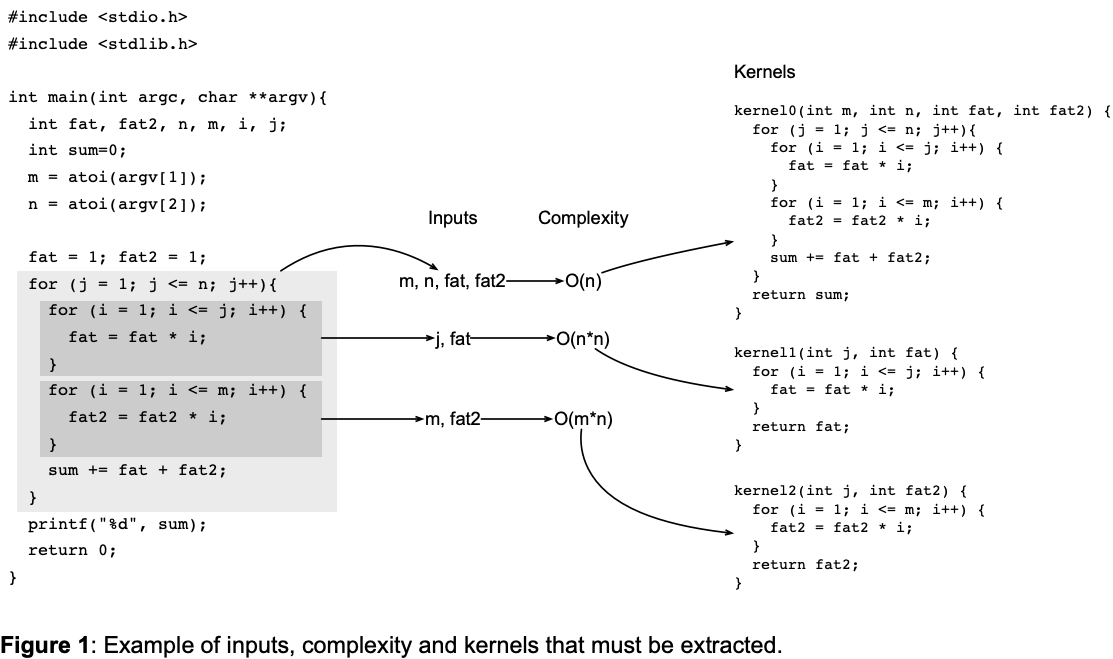 #include <stdio.h>
#include <stdlib.h>
int main(int argc, char **argv){
int fat, fat2, n, m, i, j;
int sum=0;
m = atoi(argv[1]);
n = atoi(argv[2]);
fat = 1; fat2 = 1;
for (j = 1; j <= n; j++){
for (i = 1; i <= j; i++) {
fat = fat * i;
}
for (i = 1; i <= m; i++) {
fat2 = fat2 * i;
}
sum += fat + fat2;
}
printf("%d", sum);
return 0;
}
Inputs
Complexity
m, n, fat, fat2
O(n)
j, fat
O(n*n)
m, fat2
O(m*n)
Kernels
kernel0(int m, int n, int fat, int fat2) {
for (j = 1; j <= n; j++){
for (i = 1; i <= j; i++) {
fat = fat * i;
}
for (i = 1; i <= m; i++) {
fat2 = fat2 * i;
}
sum += fat + fat2;
}
return sum;
}
kernel1(int j, int fat) {
for (i = 1; i <= j; i++) {
fat = fat * i;
}
return fat;
}
kernel2(int j, int fat2) {
for (i = 1; i <= m; i++) {
fat2 = fat2 * i;
}
return fat2;
}
Figure 1: Example of inputs, complexity and kernels that must be extracted.